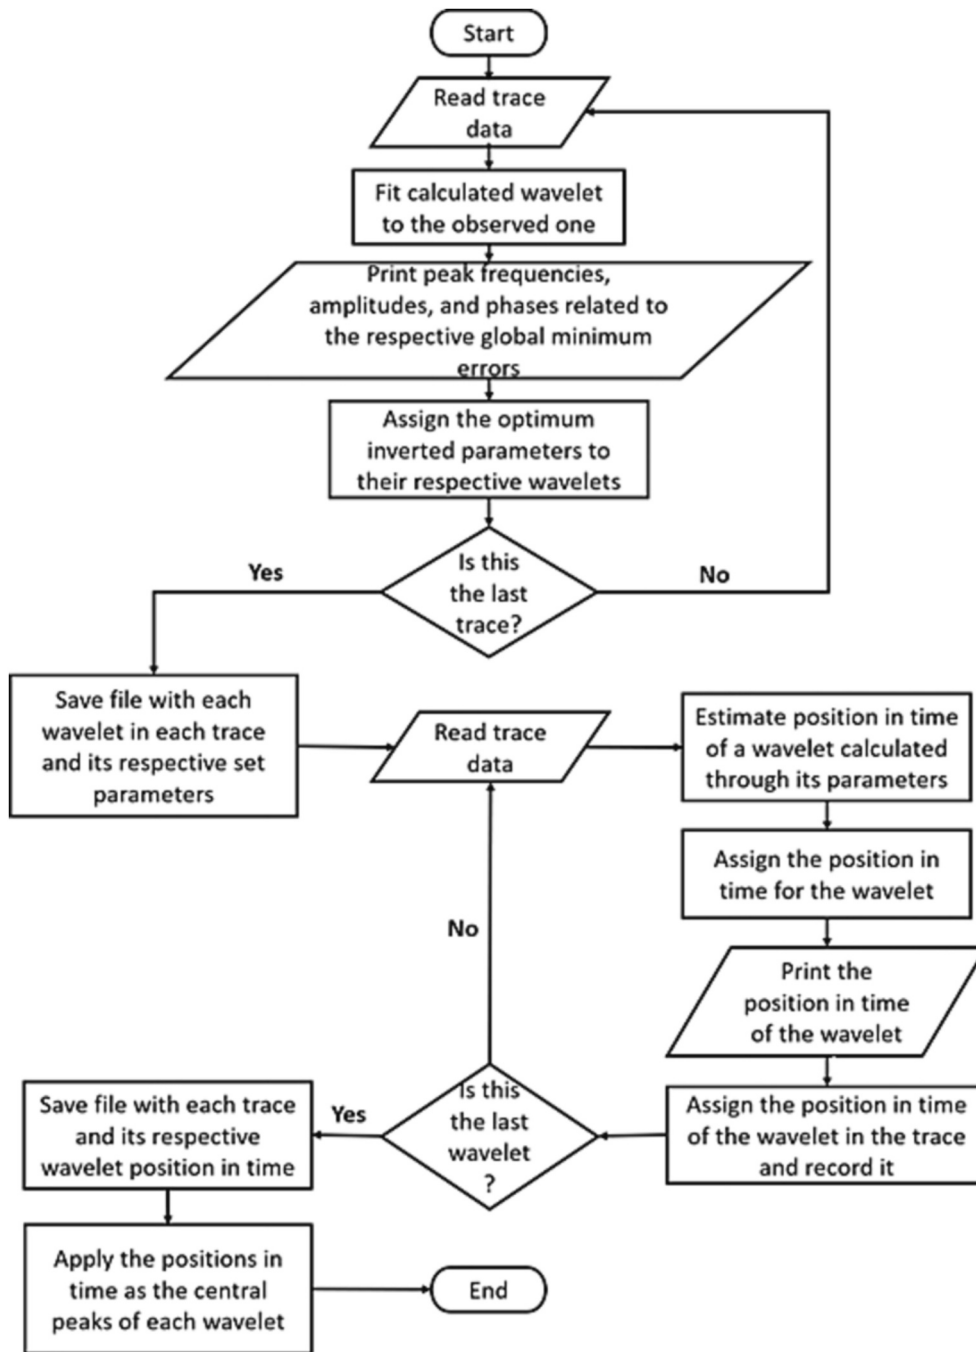 Start
Read trace
data
Fit calculated wavelet
to the observed one
Print peak frequencies,
amplitudes, and phases related to
the respective global minimum
errors
Assign the optimum
inverted parameters to
their respective wavelets
Is this
the last
trace?
Yes
No
Save file with each
wavelet in each trace
and its respective set
parameters
Read trace
data
Estimate position in time
of a wavelet calculated
through its parameters
Assign the position in
time for the wavelet
Print the
position in time
of the wavelet
Assign the position in time
of the wavelet in the trace
and record it
Is this
the last
wavelet
?
No
Yes
Save file with each trace
and its respective
wavelet position in time
Apply the positions in
time as the central
peaks of each wavelet
End